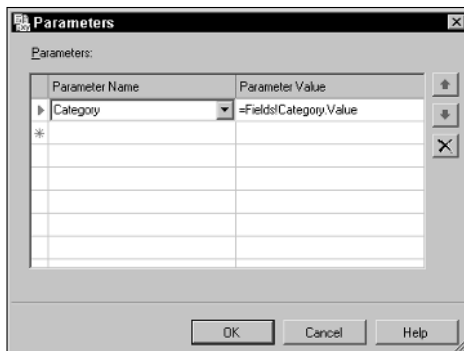 Parameters
Parameters:
Parameter Name Parameter Value
Category =Fields!Category.Value
OK Cancel Help